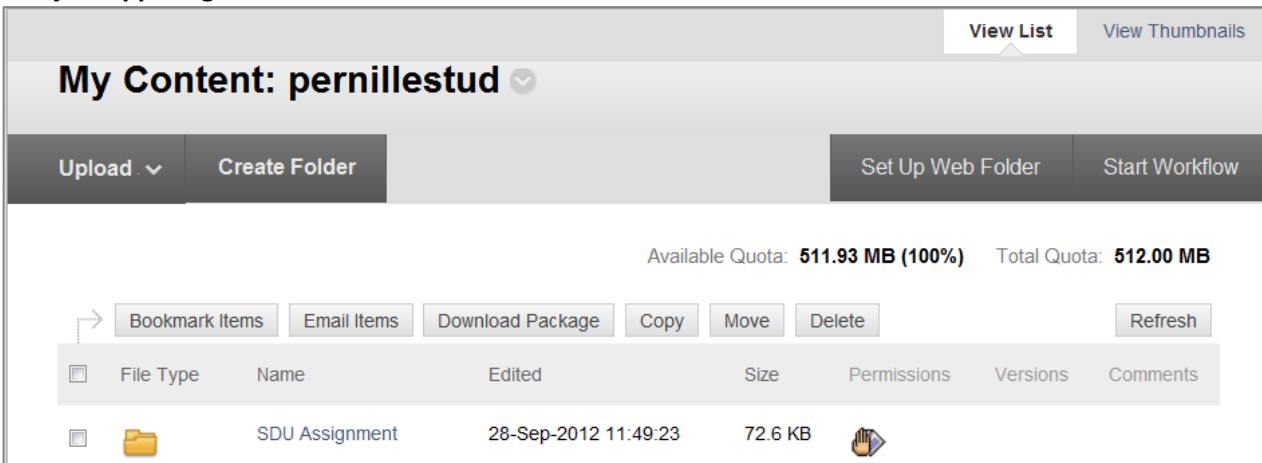 View List View Thumbnails
My Content: pernillestud
Upload Create Folder Set Up Web Folder Start Workflow
Available Quota: 511.93 MB (100%) Total Quota: 512.00 MB
Bookmark Items Email Items Download Package Copy Move Delete Refresh
File Type Name Edited Size Permissions Versions Comments
SDU Assignment 28-Sep-2012 11:49:23 72.6 KB